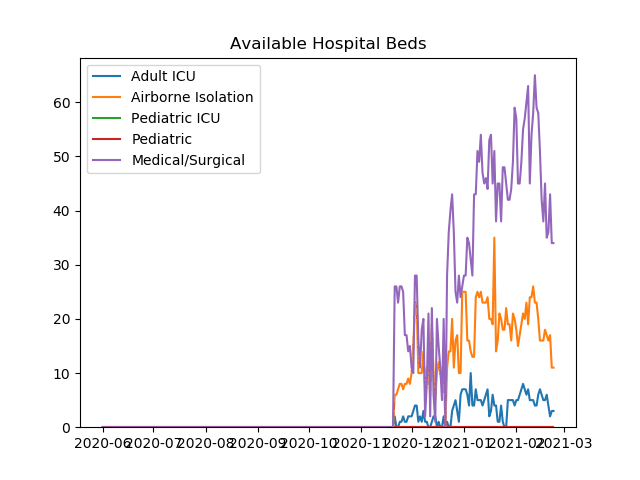 Available Hospital Beds
Adult ICU
Airborne Isolation
Pediatric ICU
Pediatric
Medical/Surgical
60
50
40
30
20
10
0
2020-06 2020-07 2020-08 2020-09 2020-10 2020-11 2020-12 2021-01 2021-02 2021-03